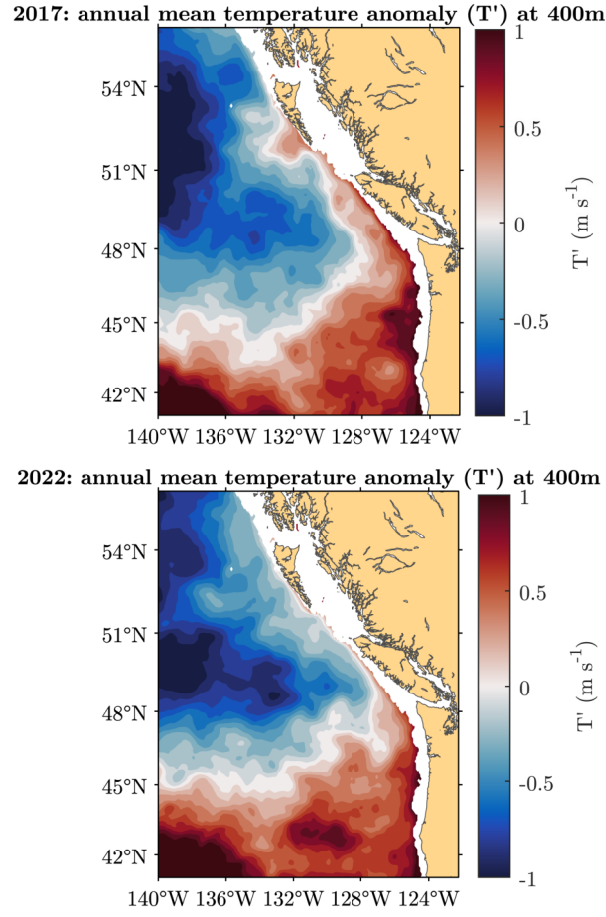 2017: annual mean temperature anomaly (T') at 400m
54°N
51°N
48°N
45°N
42°N
140°W 136°W 132°W 128°W 124°W
1
0.5
0
-0.5
-1
T' (m s⁻¹)
2022: annual mean temperature anomaly (T') at 400m
54°N
51°N
48°N
45°N
42°N
140°W 136°W 132°W 128°W 124°W
1
0.5
0
-0.5
-1
T' (m s⁻¹)